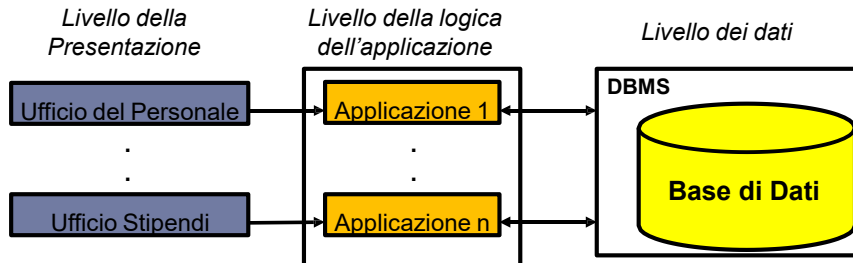 Livello della
Presentazione
Livello della logica
dell'applicazione
Livello dei dati
Ufficio del Personale
Applicazione 1
DBMS
.
.
.
.
Base di Dati
Ufficio Stipendi
Applicazione n